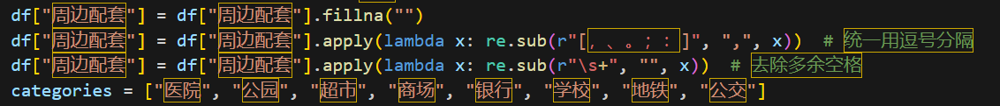 df["周边配套"] = df["周边配套"].fillna("")
df["周边配套"] = df["周边配套"].apply(lambda x: re.sub(r"[，、。；：]", ",", x))  # 统一用逗号分隔
df["周边配套"] = df["周边配套"].apply(lambda x: re.sub(r"\s+", "", x))  # 去除多余空格
categories = ["医院", "公园", "超市", "商场", "银行", "学校", "地铁", "公交"]